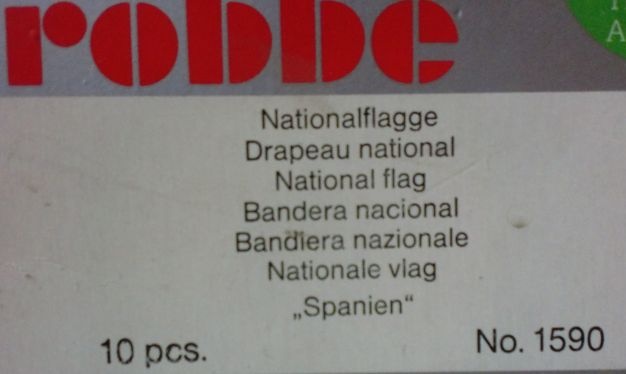 robbe
Nationalflagge
Drapeau national
National flag
Bandera nacional
Bandiera nazionale
Nationale vlag
„Spanien“
10 pcs.
No. 1590